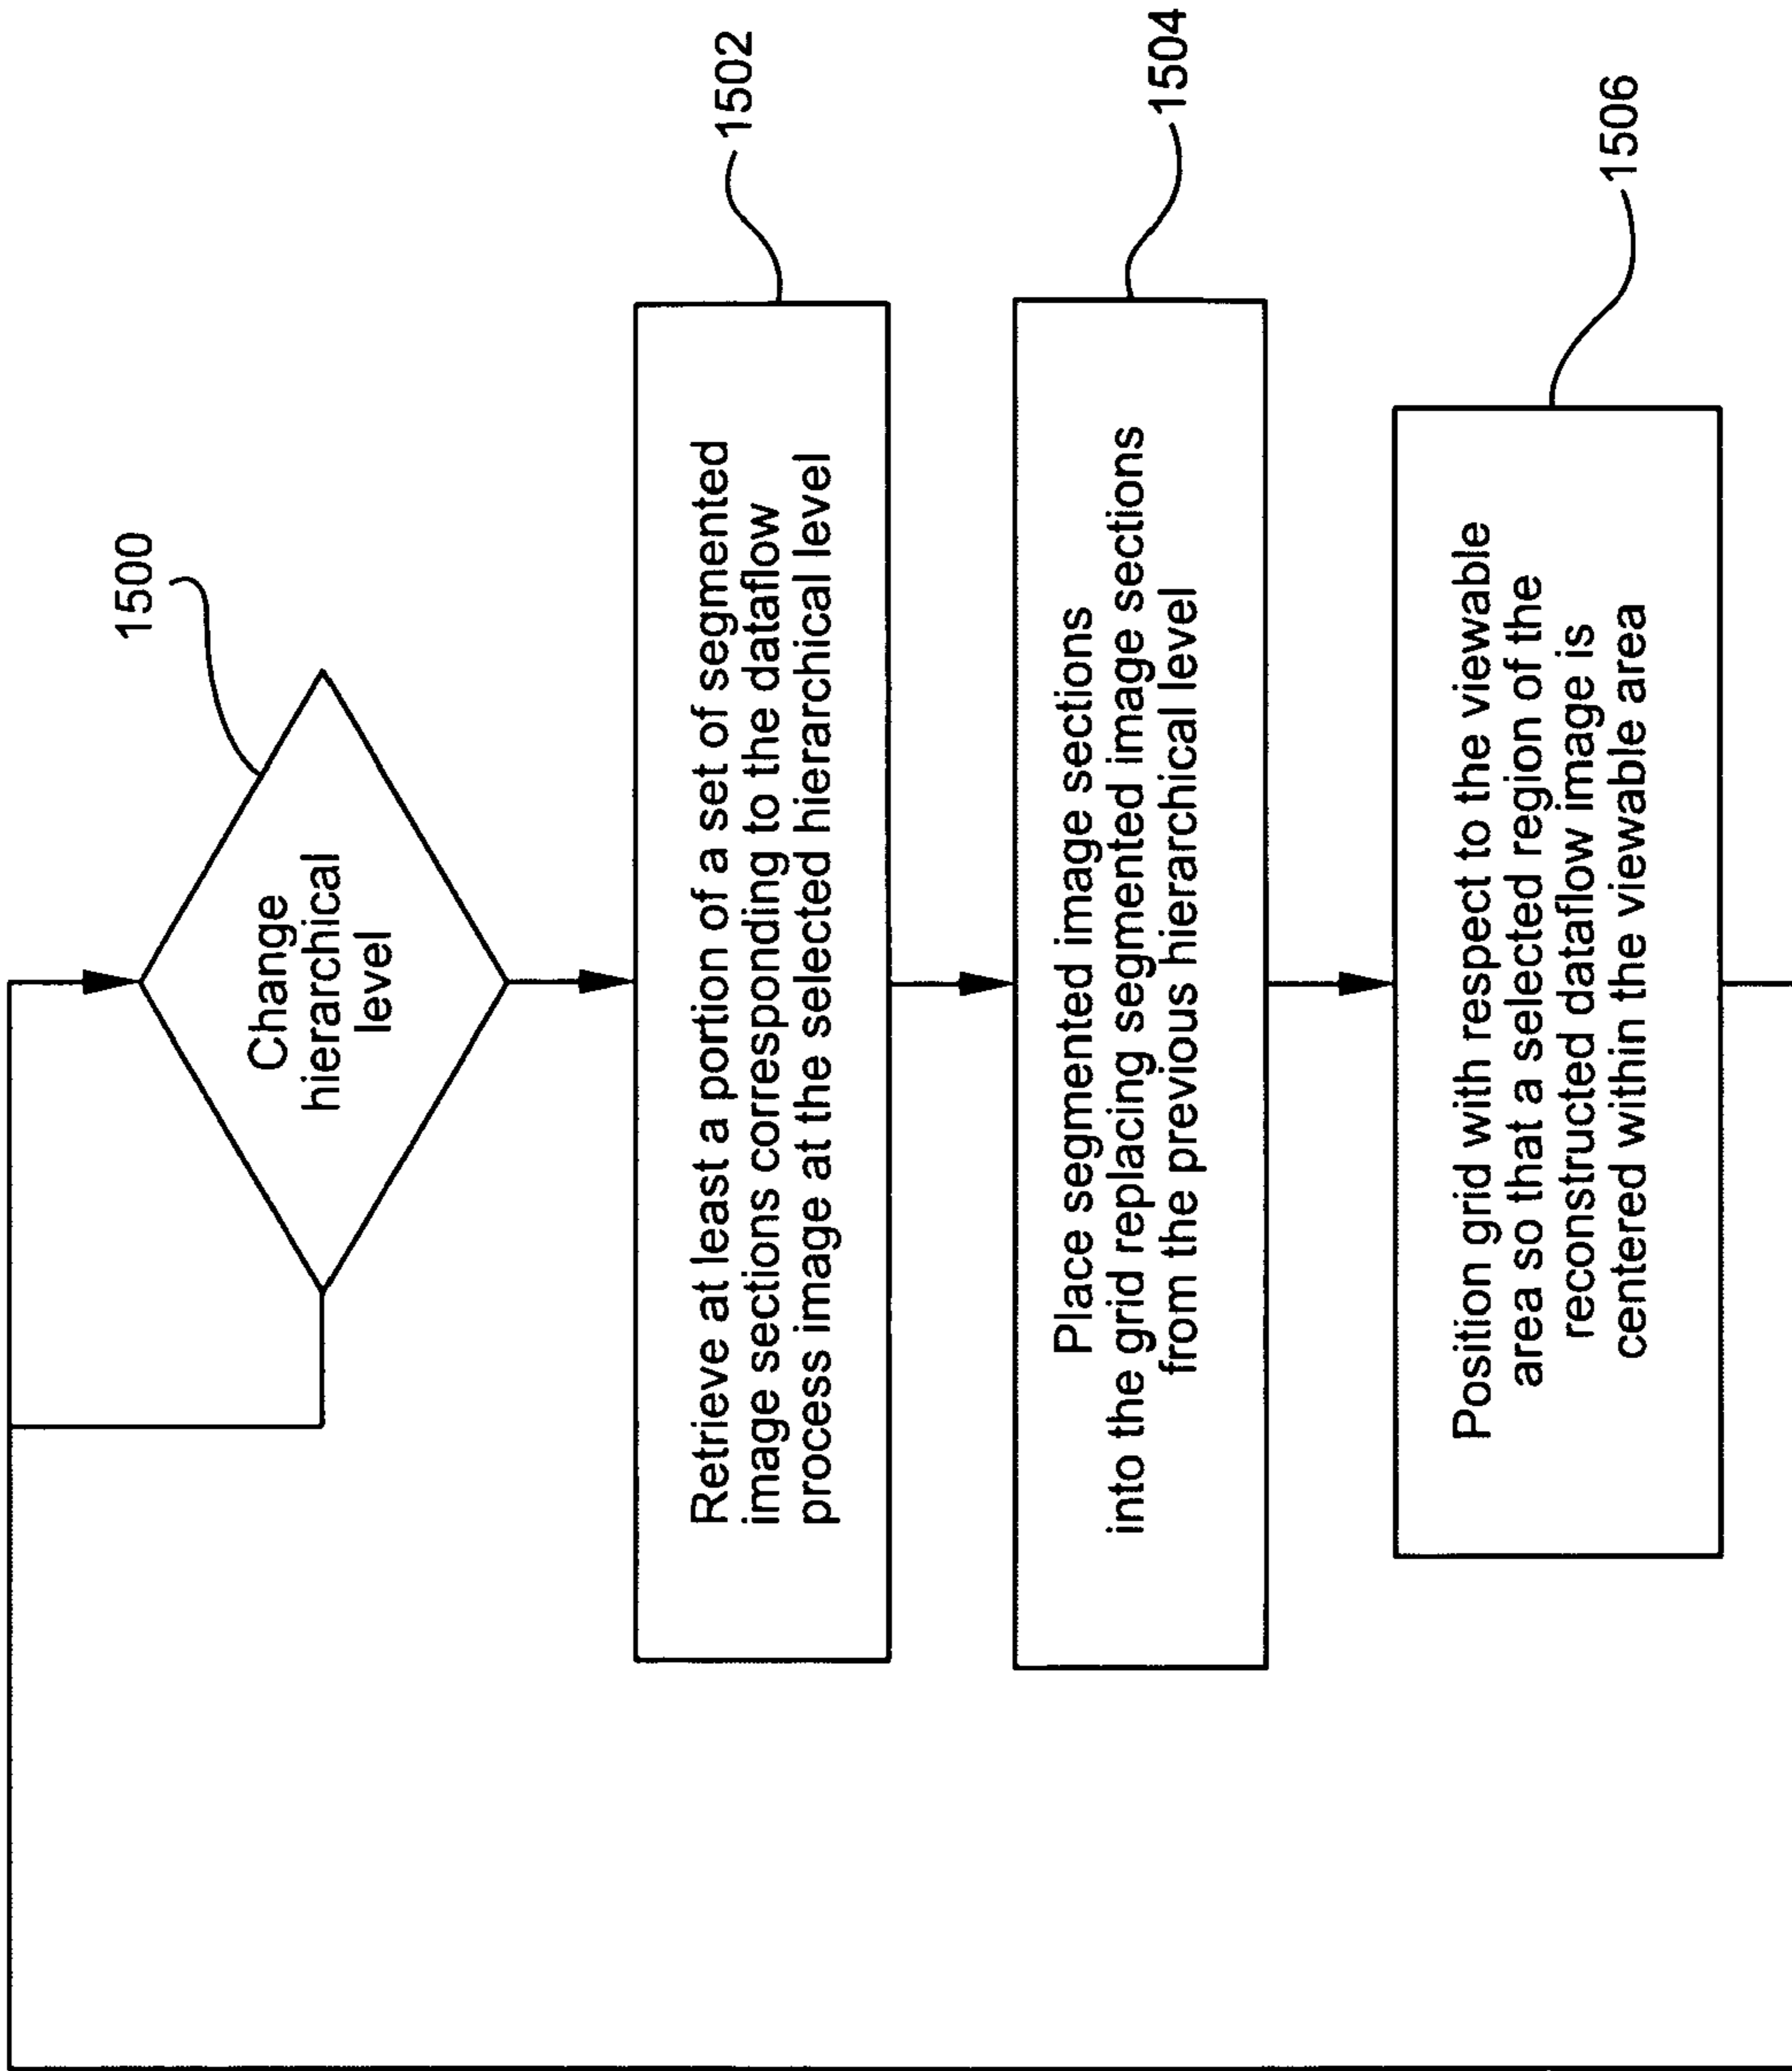 1500
Change
hierarchical
level
1502
Retrieve at least a portion of a set of segmented
image sections corresponding to the dataflow
process image at the selected hierarchical level
1504
Place segmented image sections
into the grid replacing segmented image sections
from the previous hierarchical level
1506
Position grid with respect to the viewable
area so that a selected region of the
reconstructed dataflow image is
centered within the viewable area